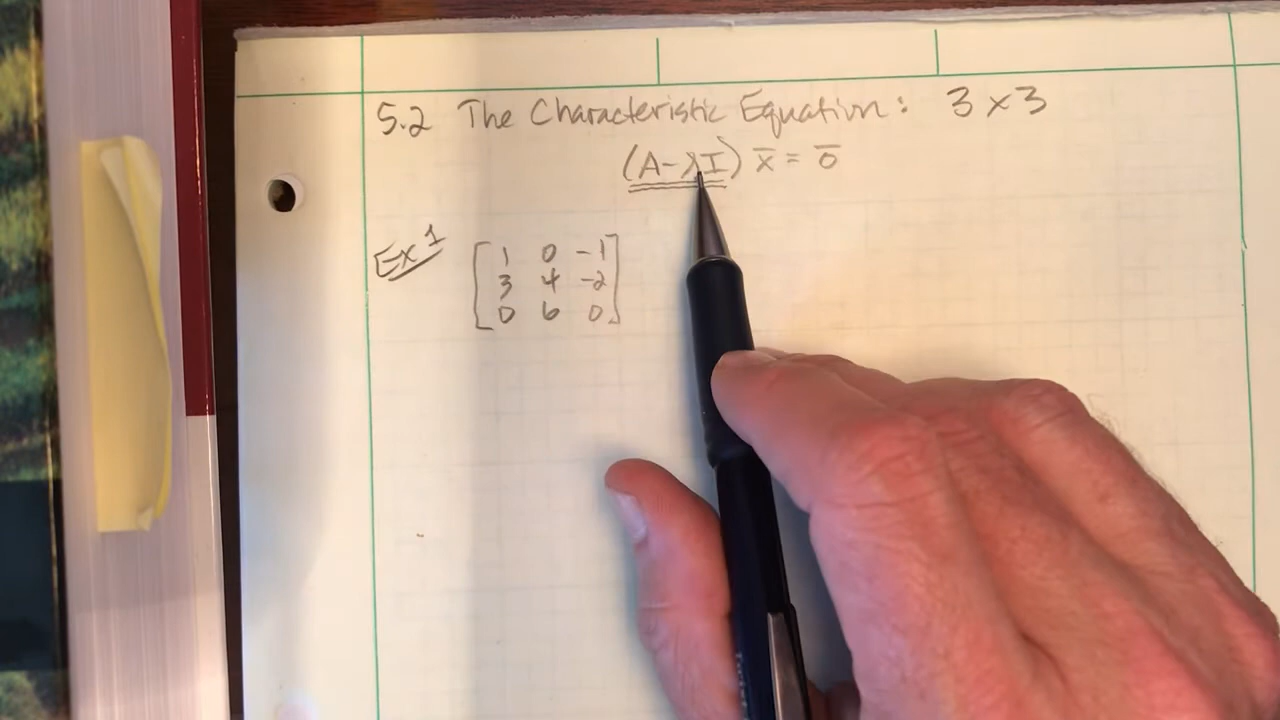 5.2 The Characteristic Equation: 3 x 3
(A-λI) x̄ = ō
Ex 1
1 0 -1
3 4 -2
0 6 0